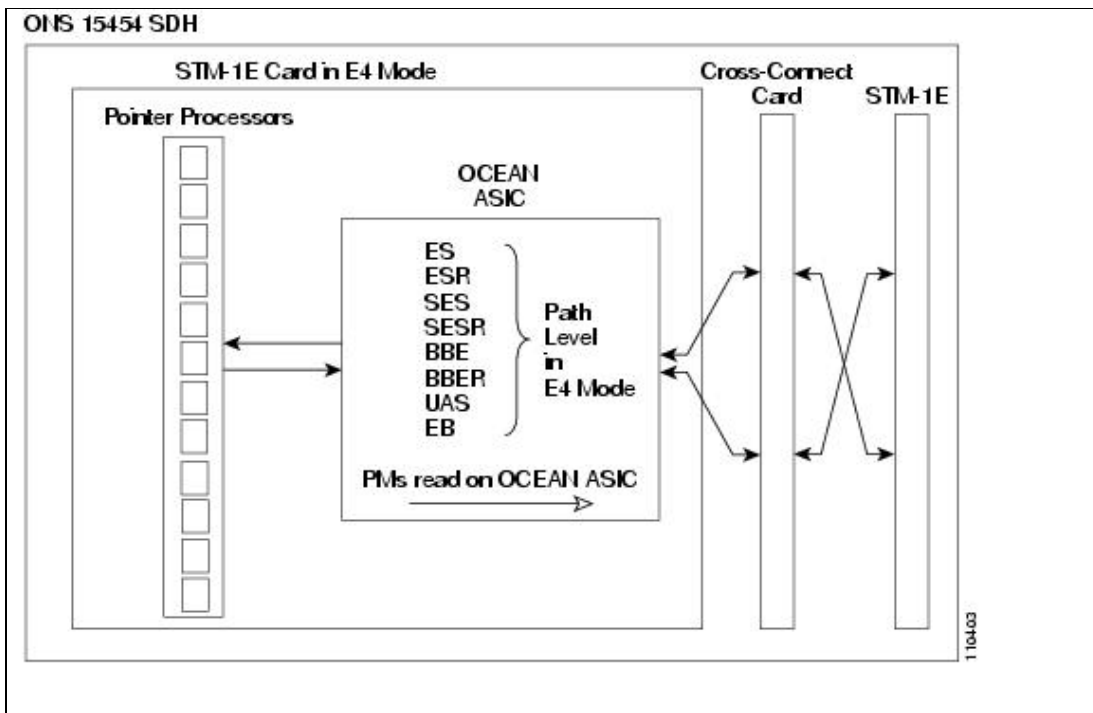 ONS 15454 SDH
STM-1E Card in E4 Mode
Cross-Connect
Card
STM-1E
Pointer Processors
OCEAN
ASIC
ES
ESR
SES
SESR
BBE
BBER
UAS
EB
Path
Level
in
E4 Mode
PMs read on OCEAN ASIC
110403